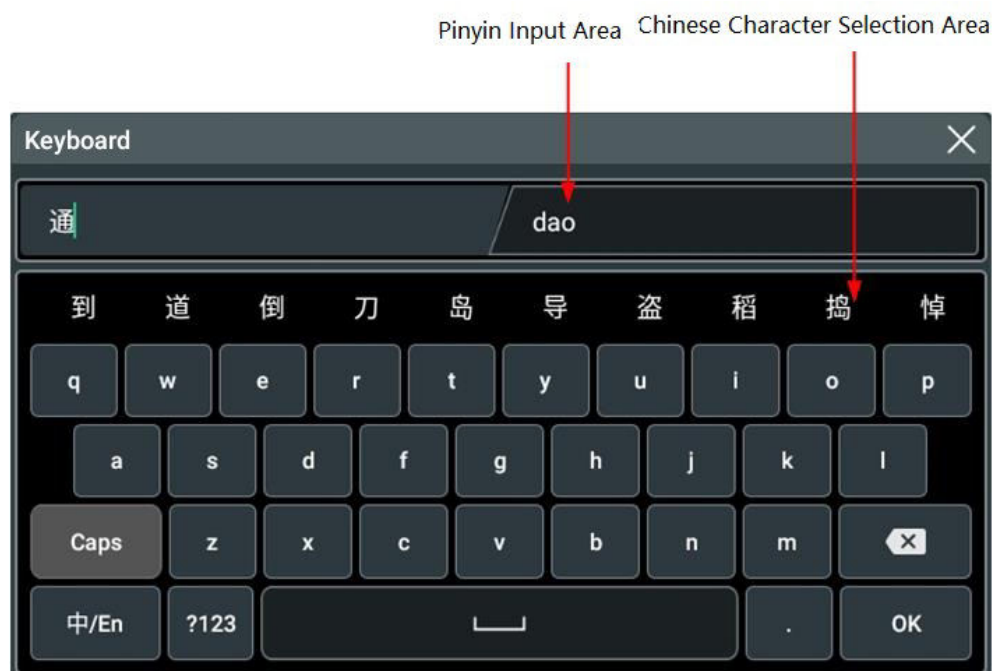 Pinyin Input Area Chinese Character Selection Area
Keyboard
通 dao
到 道 倒 刀 岛 导 盗 稻 捣 悼
q w e r t y u i o p
a s d f g h j k l
Caps z x c v b n m
中/En ?123 . OK